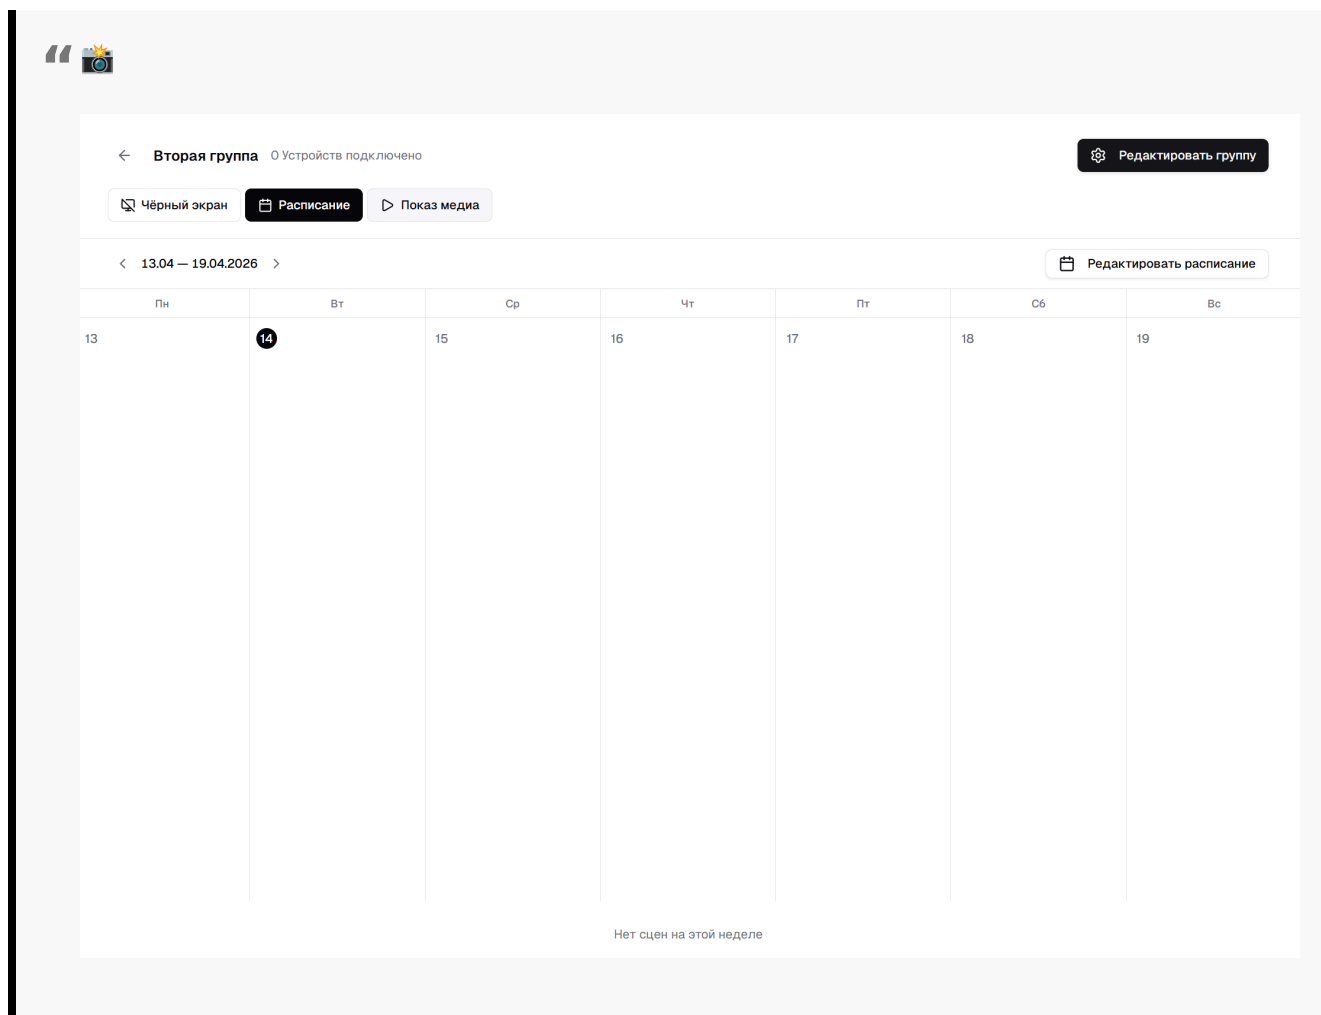 “ 📸
Вторая группа 0 Устройств подключено
Редактировать группу
Чёрный экран Расписание Показ медиа
13.04 — 19.04.2026
Редактировать расписание
Пн Вт Ср Чт Пт Сб Вс
13 14 15 16 17 18 19
Нет сцен на этой неделе